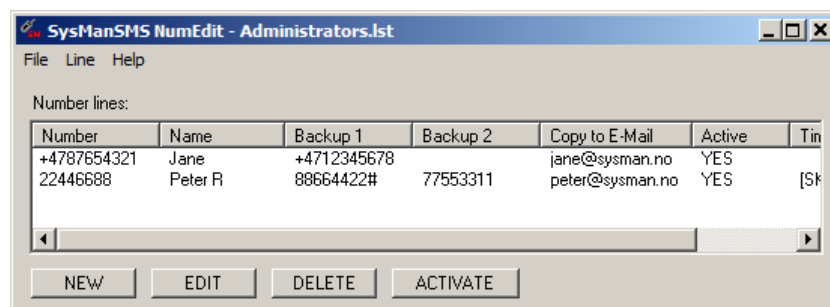 SysManSMS NumEdit - Administrators.lst
File Line Help
Number lines:
Number Name Backup 1 Backup 2 Copy to E-Mail Active
+4787654321 Jane +4712345678 jane@sysman.no YES
22446688 Peter R 88664422# 77553311 peter@sysman.no YES
NEW EDIT DELETE ACTIVATE